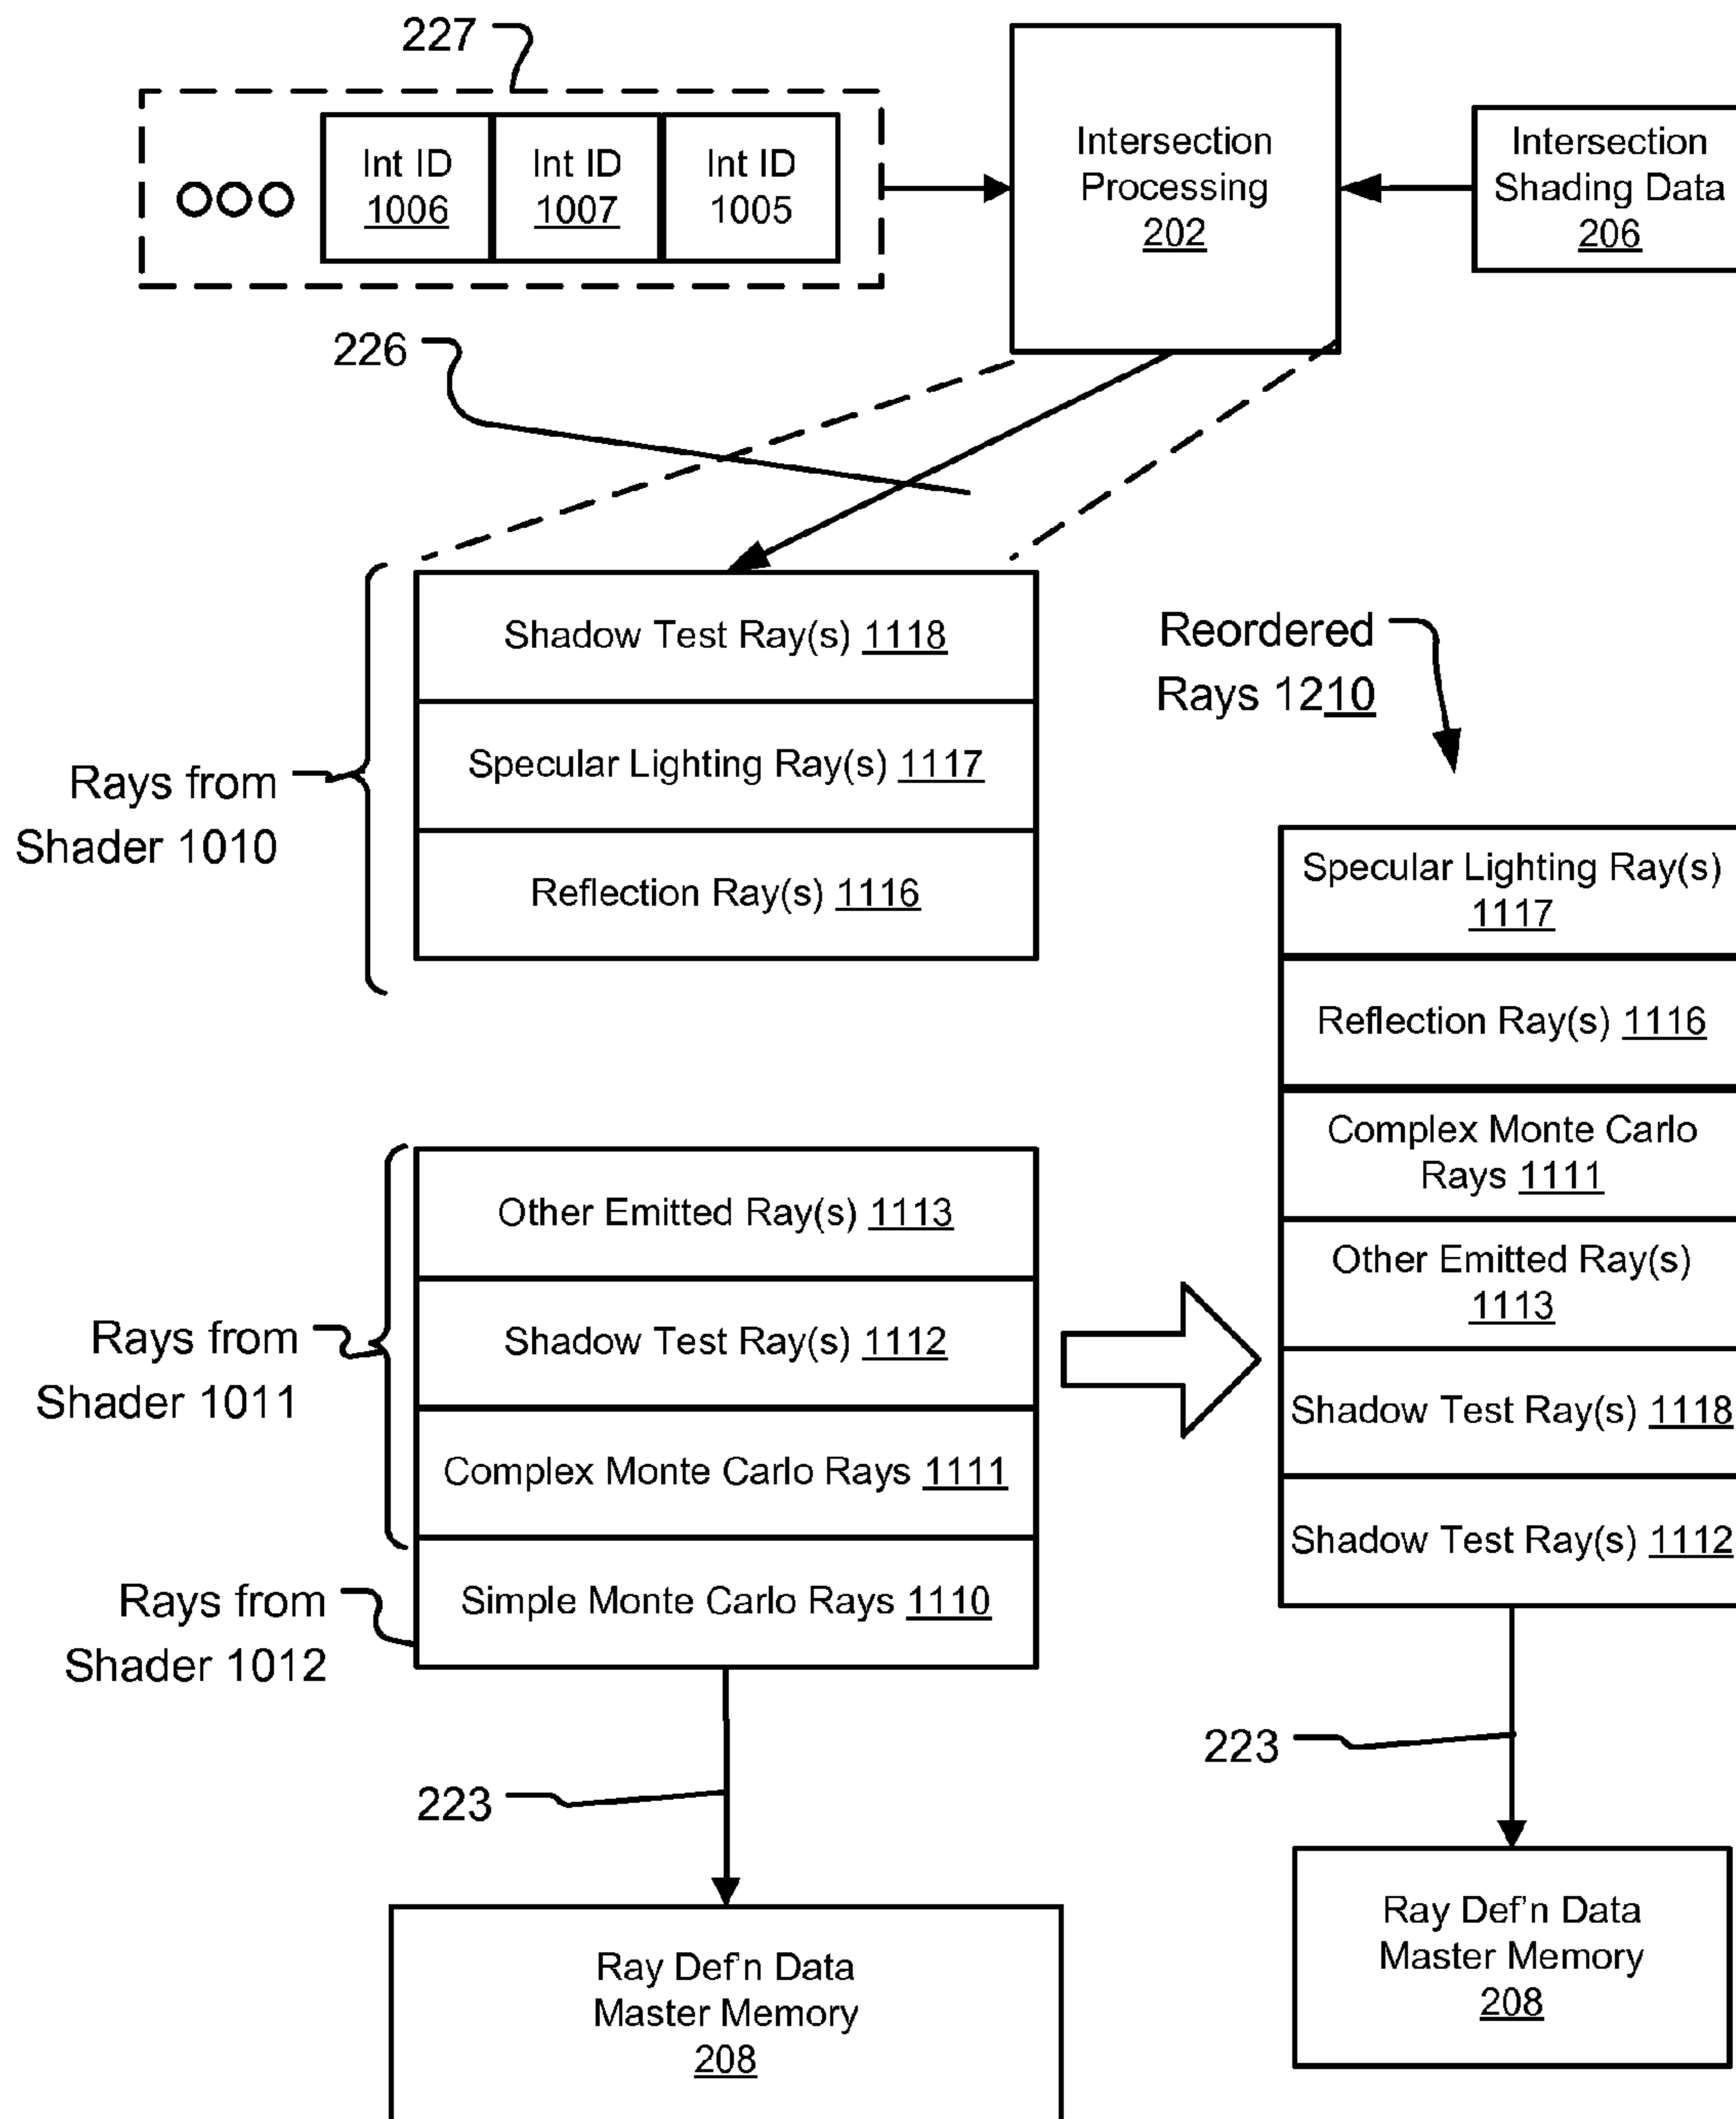 227
Int ID
1006
Int ID
1007
Int ID
1005
Intersection
Processing
202
Intersection
Shading Data
206
226
Rays from
Shader 1010
Shadow Test Ray(s) 1118
Specular Lighting Ray(s) 1117
Reflection Ray(s) 1116
Reordered
Rays 1210
Specular Lighting Ray(s)
1117
Reflection Ray(s) 1116
Complex Monte Carlo
Rays 1111
Other Emitted Ray(s)
1113
Shadow Test Ray(s) 1118
Shadow Test Ray(s) 1112
Rays from
Shader 1011
Other Emitted Ray(s) 1113
Shadow Test Ray(s) 1112
Complex Monte Carlo Rays 1111
Rays from
Shader 1012
Simple Monte Carlo Rays 1110
223
223
Ray Def'n Data
Master Memory
208
Ray Def'n Data
Master Memory
208